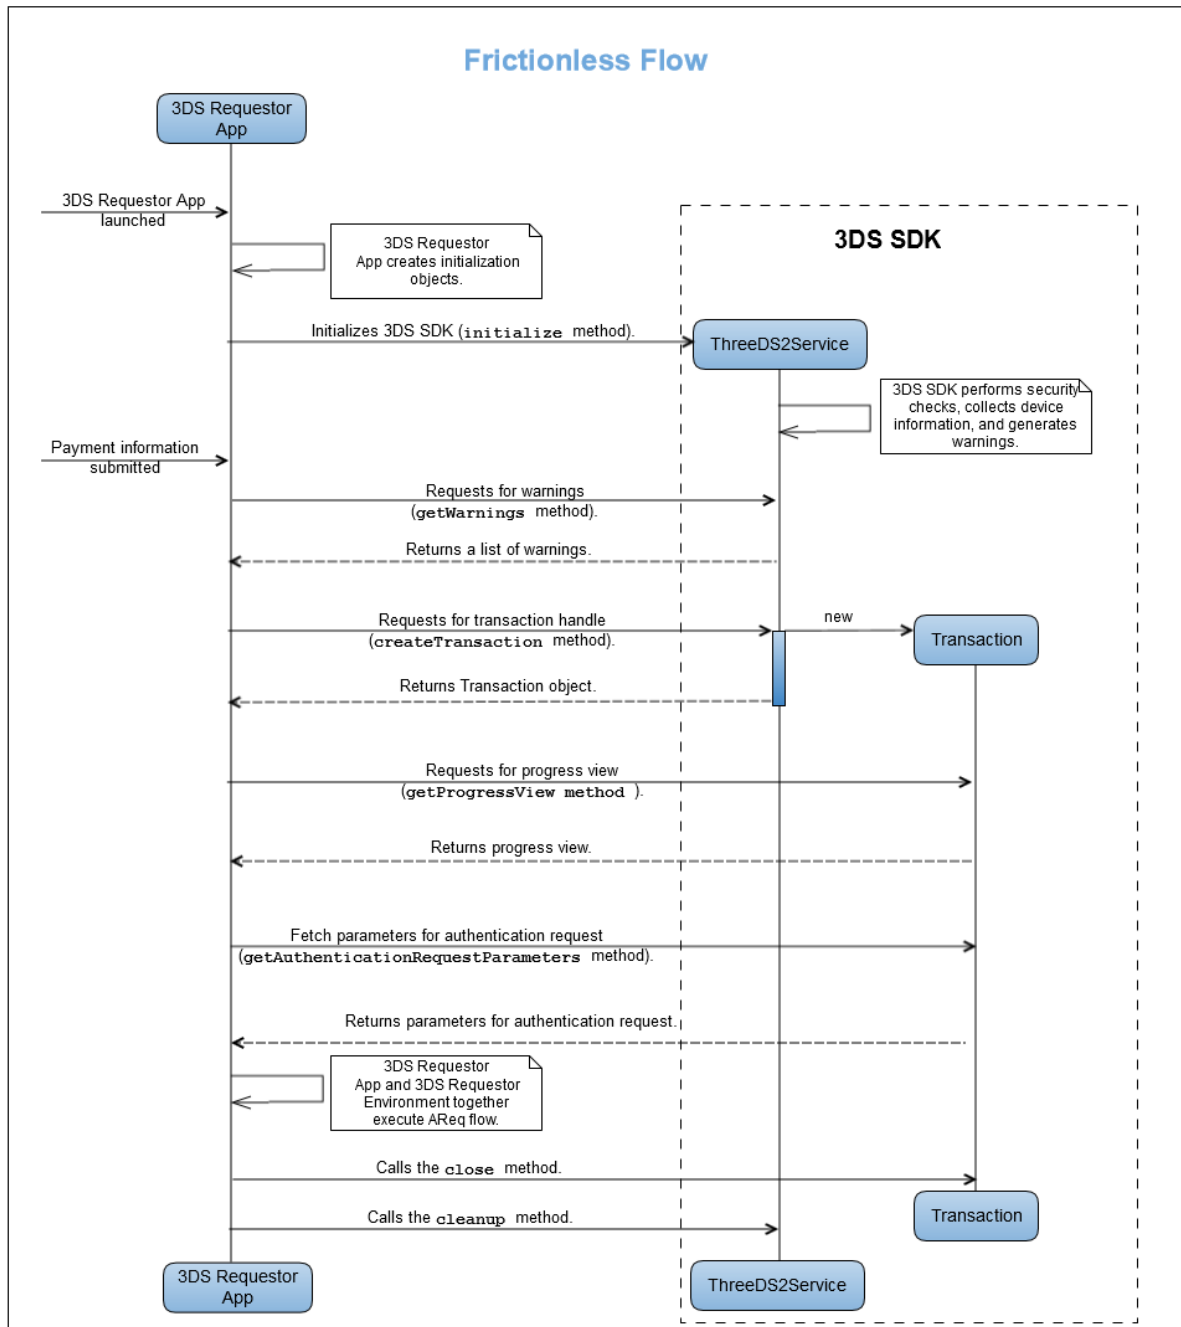 Frictionless Flow
3DS Requestor
App
3DS Requestor App
launched
3DS SDK
3DS Requestor
App creates initialization
objects.
Initializes 3DS SDK (initialize method).
ThreeDS2Service
3DS SDK performs security
checks, collects device
information, and generates
warnings.
Payment information
submitted
Requests for warnings
(getWarnings method).
Returns a list of warnings.
Requests for transaction handle
(createTransaction method).
new
Transaction
Returns Transaction object.
Requests for progress view
(getProgressView method ).
Returns progress view.
Fetch parameters for authentication request
(getAuthenticationRequestParameters method).
Returns parameters for authentication request.
3DS Requestor
App and 3DS Requestor
Environment together
execute AReq flow.
Calls the close method.
Transaction
Calls the cleanup method.
3DS Requestor
App
ThreeDS2Service